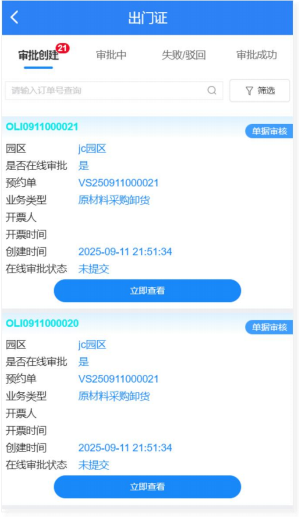 出门证
审批创建 21 审批中 失败/驳回 审批成功
请输入订单号查询 筛选
OLI0911000021 单据审核
园区 jc园区
是否在线审批 是
预约单 VS250911000021
业务类型 原材料采购卸货
开票人
开票时间
创建时间 2025-09-11 21:51:34
在线审批状态 未提交
立即查看
OLI0911000020 单据审核
园区 jc园区
是否在线审批 是
预约单 VS250911000021
业务类型 原材料采购卸货
开票人
开票时间
创建时间 2025-09-11 21:51:34
在线审批状态 未提交
立即查看